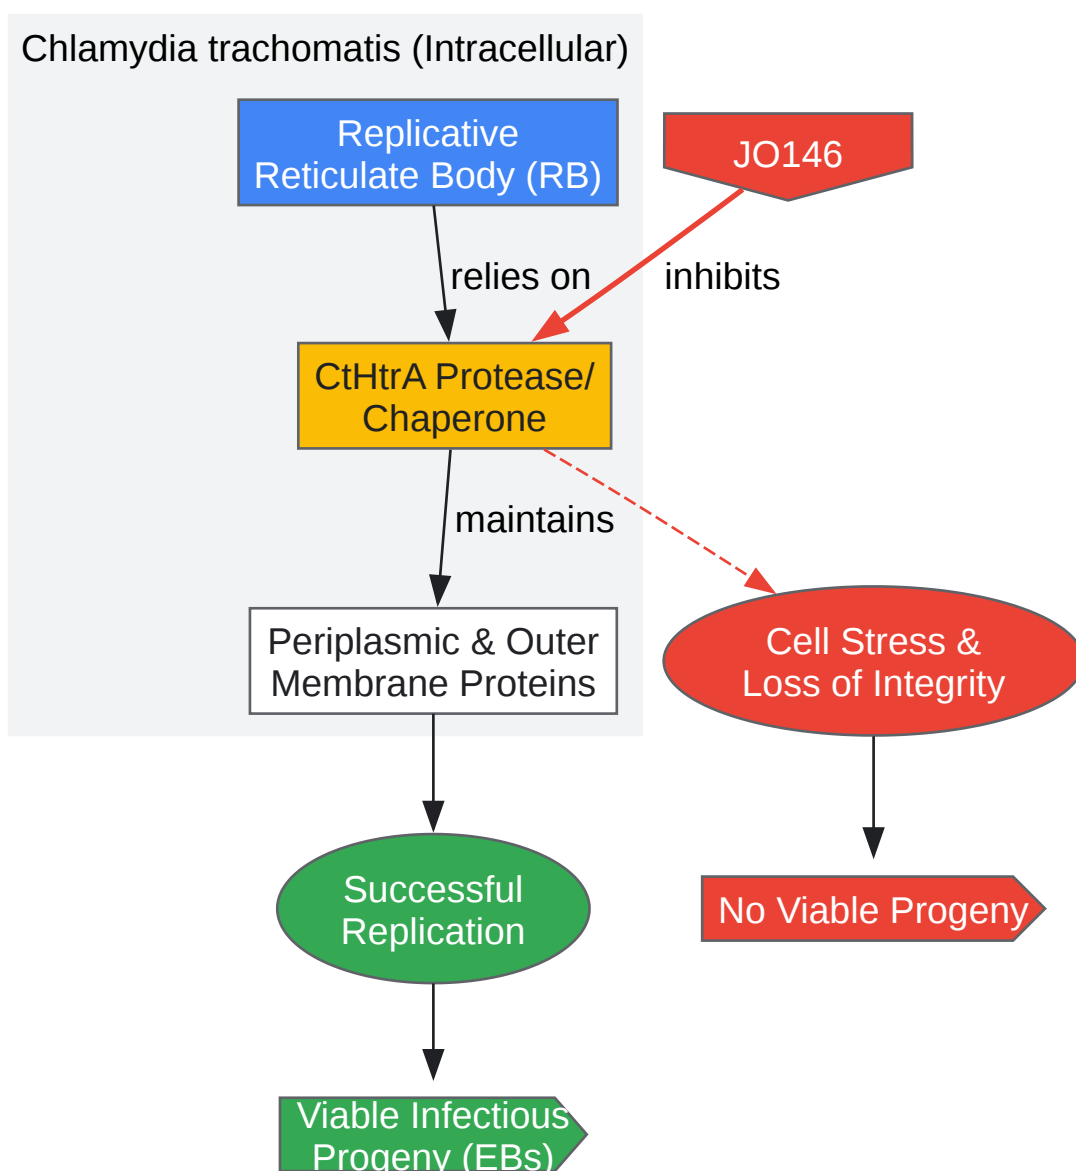 Chlamydia trachomatis (Intracellular)
Replicative
Reticulate Body (RB)
JO146
relies on
inhibits
CtHtrA Protease/
Chaperone
maintains
Periplasmic & Outer
Membrane Proteins
Cell Stress &
Loss of Integrity
Successful
Replication
No Viable Progeny
Viable Infectious
Progeny (EBs)